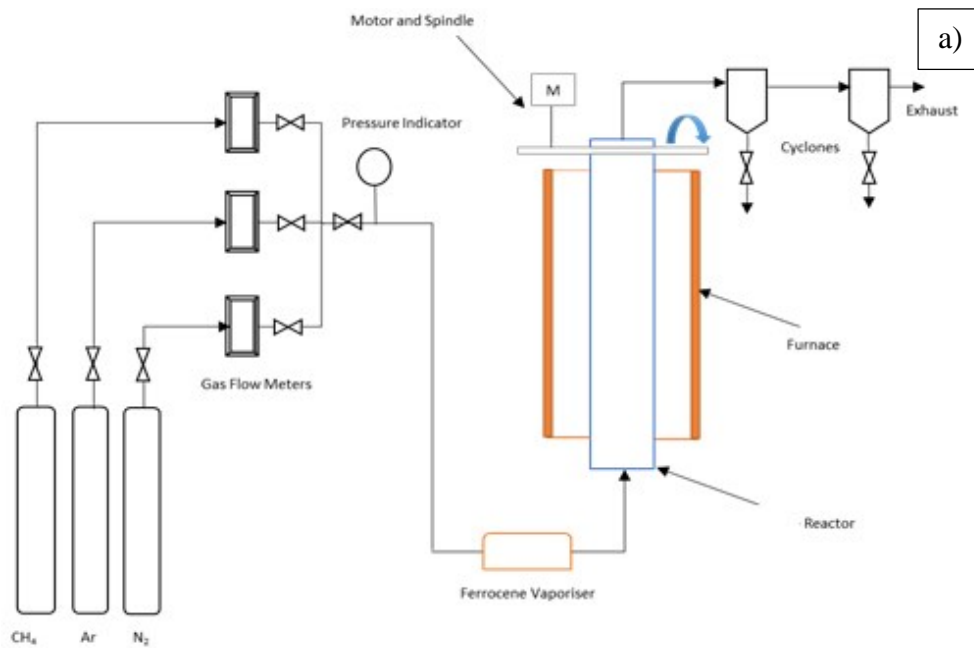 Motor and Spindle
a)
M
Pressure Indicator
Exhaust
Cyclones
Furnace
Gas Flow Meters
Reactor
Ferrocene Vaporiser
CH₄
Ar
N₂